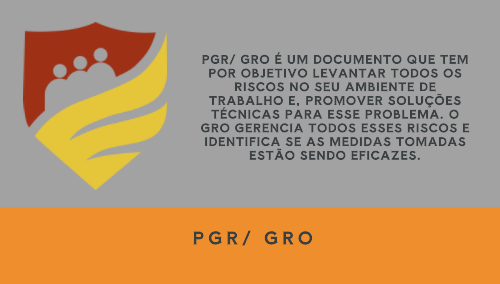 PGR/ GRO É UM DOCUMENTO QUE TEM
POR OBJETIVO LEVANTAR TODOS OS
RISCOS NO SEU AMBIENTE DE
TRABALHO E, PROMOVER SOLUÇÕES
TÉCNICAS PARA ESSE PROBLEMA. O
GRO GERENCIA TODOS ESSES RISCOS E
IDENTIFICA SE AS MEDIDAS TOMADAS
ESTÃO SENDO EFICAZES.
PGR/ GRO